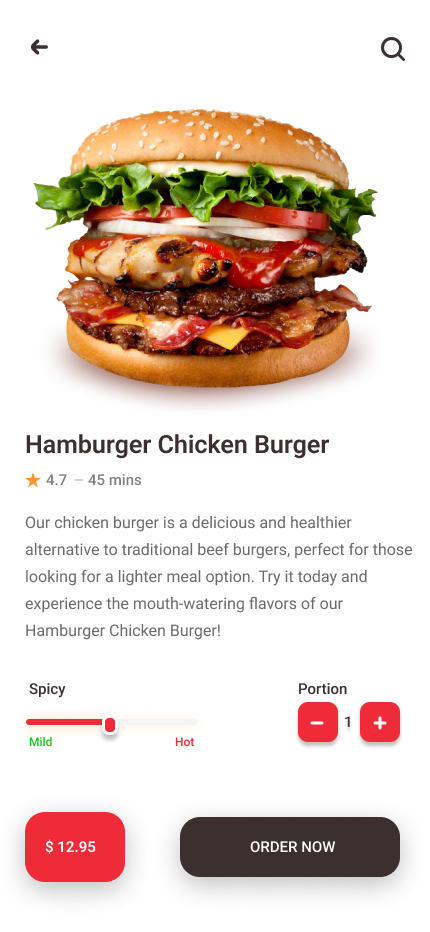 Hamburger Chicken Burger
4.7 — 45 mins
Our chicken burger is a delicious and healthier
alternative to traditional beef burgers, perfect for those
looking for a lighter meal option. Try it today and
experience the mouth-watering flavors of our
Hamburger Chicken Burger!
Spicy
Portion
1
Mild
Hot
$ 12.95
ORDER NOW